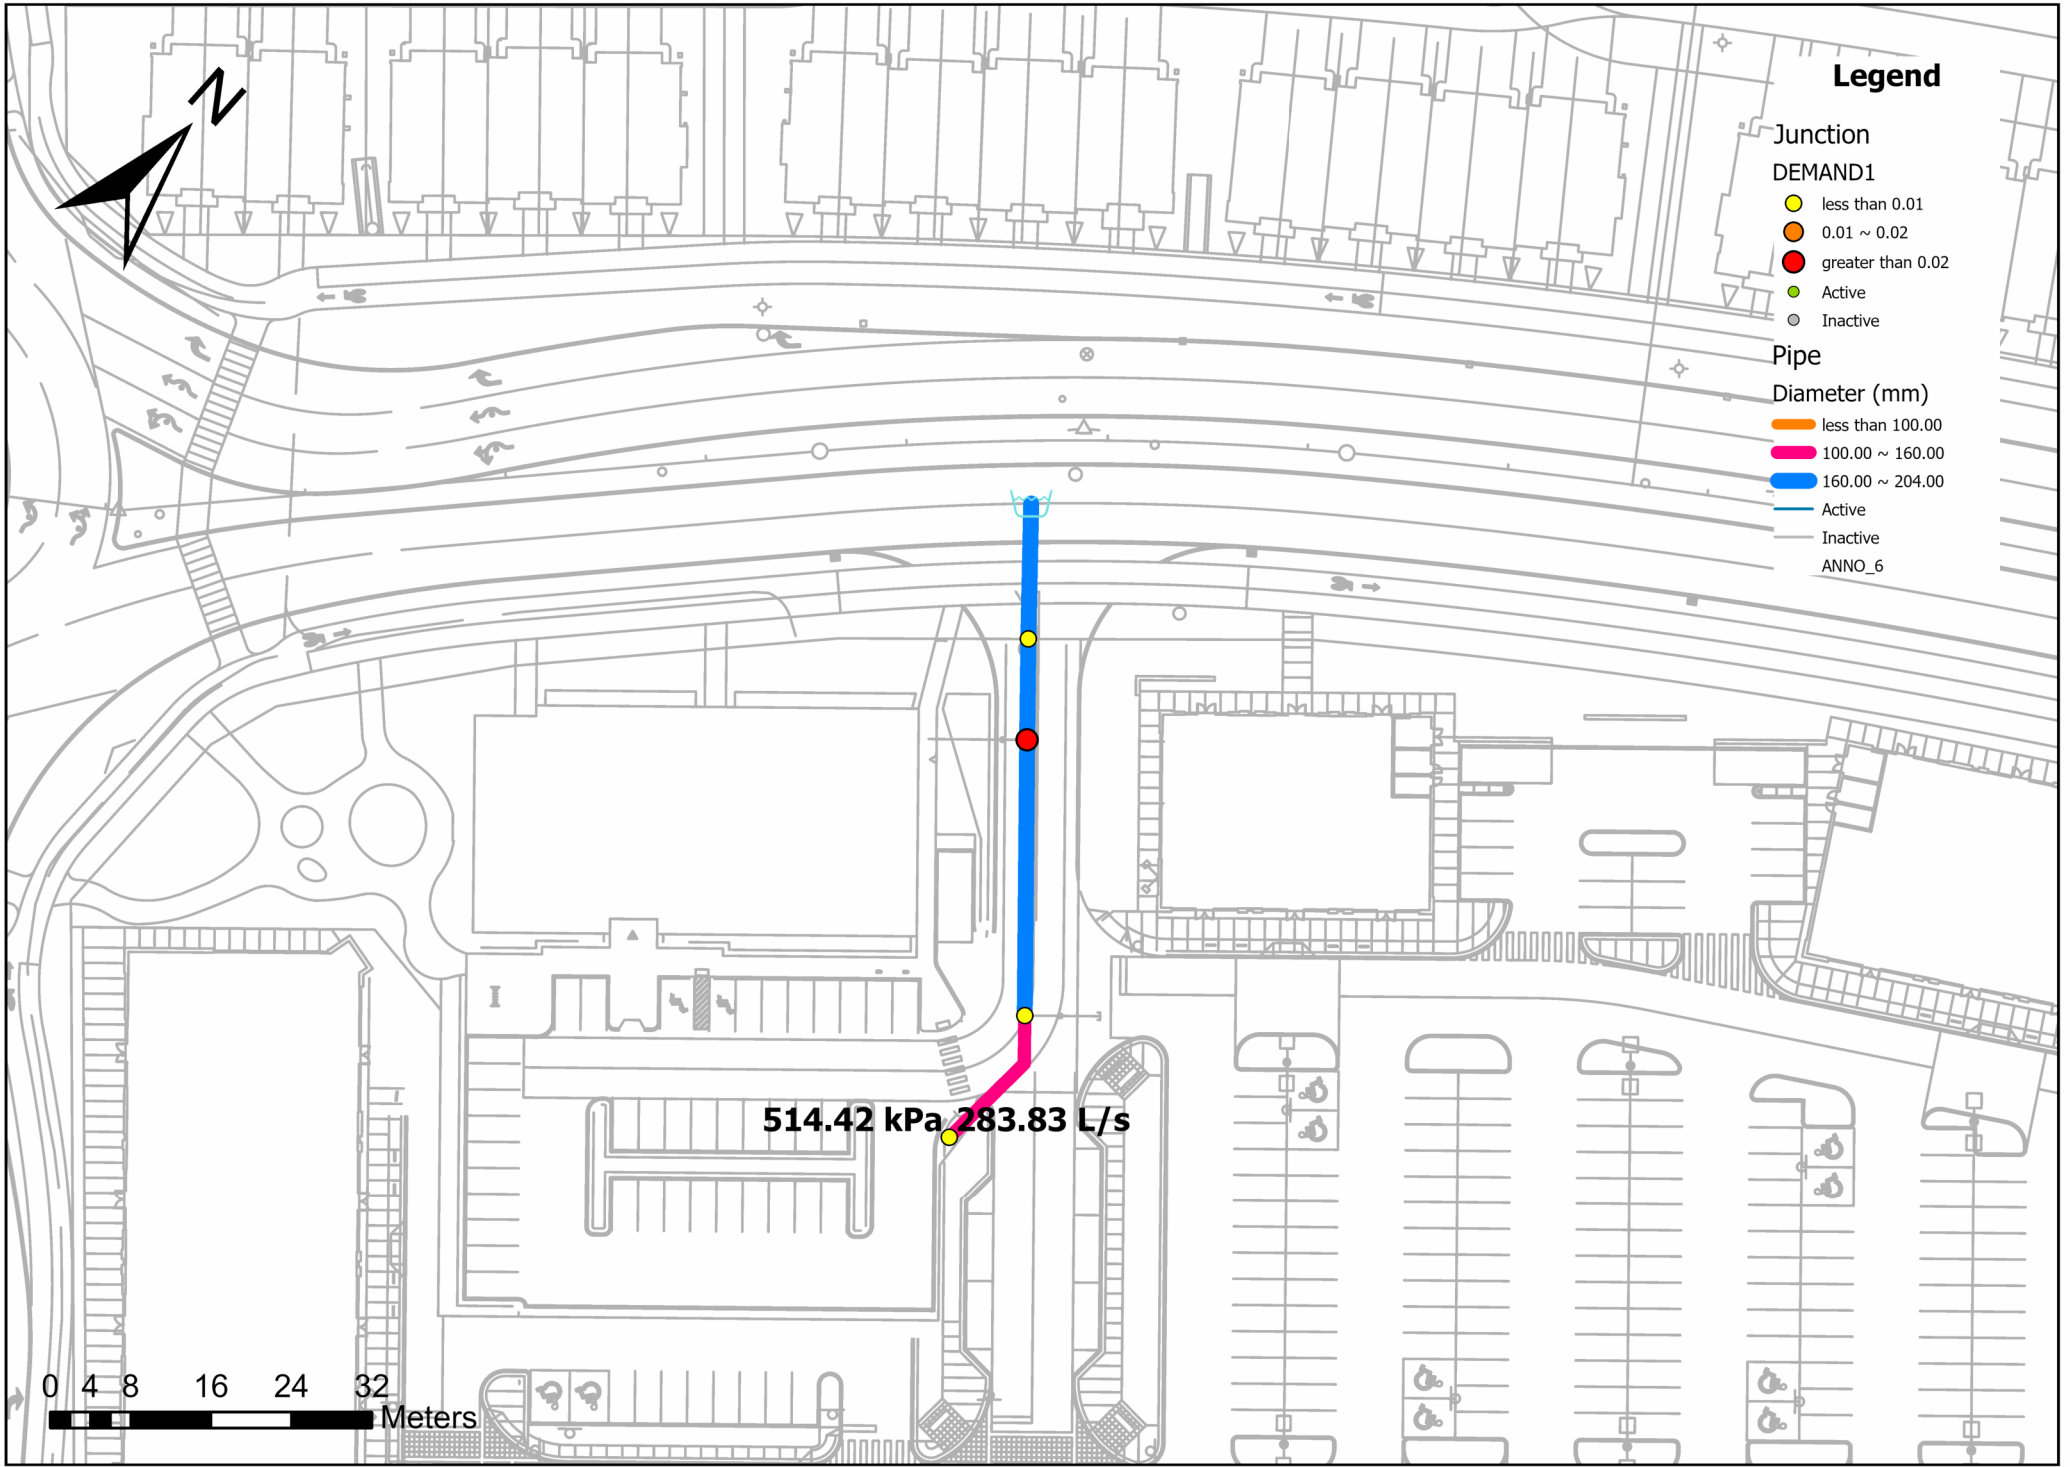 N
Legend
Junction
DEMAND1
less than 0.01
0.01 ~ 0.02
greater than 0.02
Active
Inactive
Pipe
Diameter (mm)
less than 100.00
100.00 ~ 160.00
160.00 ~ 204.00
Active
Inactive
ANNO_6
514.42 kPa 283.83 L/s
0 4 8 16 24 32
Meters